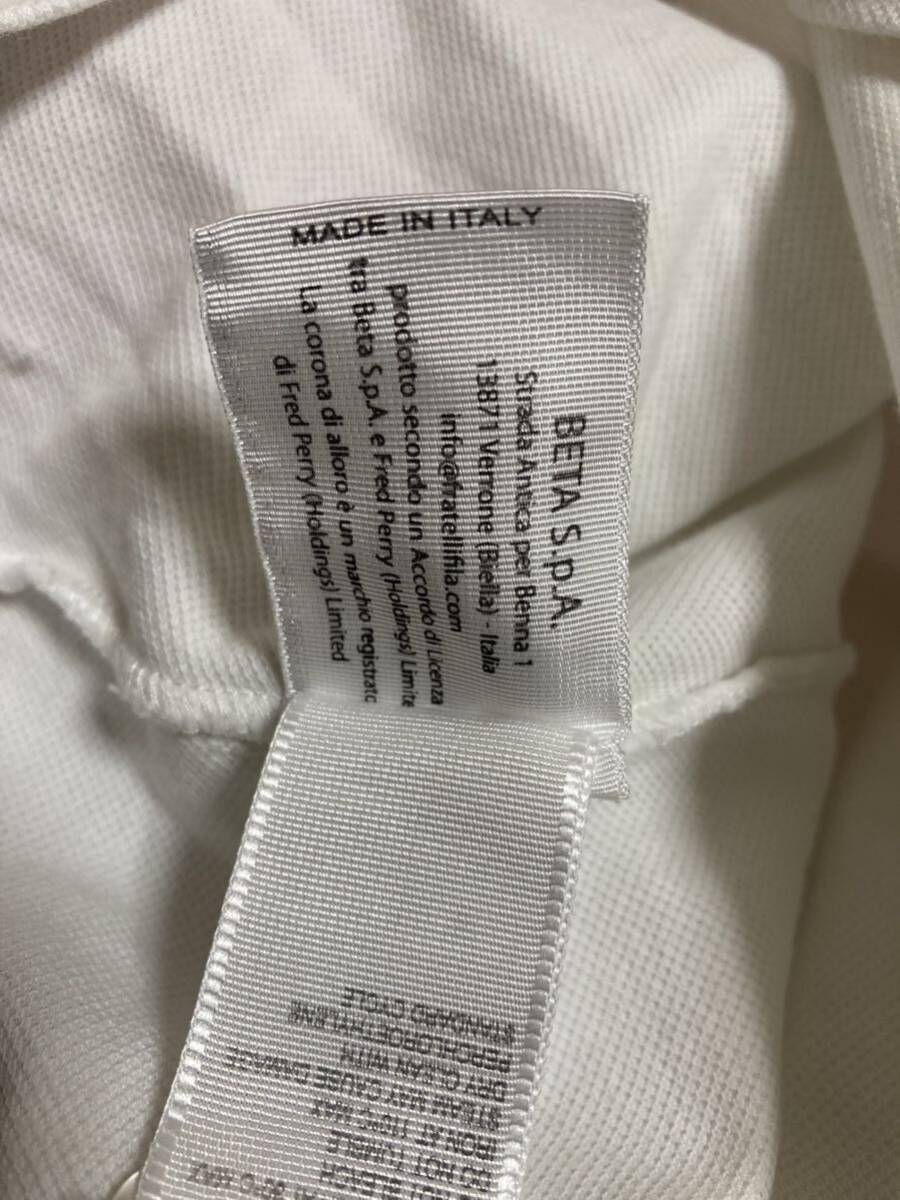 MADE IN ITALY
BETA S.p.A.
Strada Antica per Benna 1
13871 Verrone (Biella) - Italia
info@fratellifila.com
prodotto secondo un Accordo di Licenza
tra Beta S.p.A. e Fred Perry (Holdings) Limite
La corona di alloro è un marchio registrato
di Fred Perry (Holdings) Limited
BLEACH
DO NOT TUMBLE
IRON AT 110°C MAX
STEAM MAY CAUSE DAMAGE
DRY CLEAN WITH
PERCHLOROETHYLENE
STANDARD CYCLE